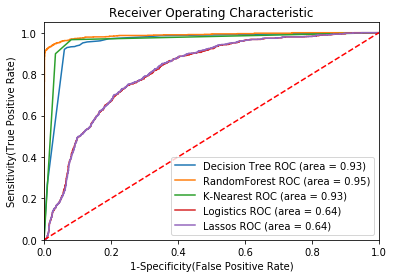 Receiver Operating Characteristic
Sensitivity(True Positive Rate)
1.0
0.8
0.6
0.4
0.2
0.0
Decision Tree ROC (area = 0.93)
RandomForest ROC (area = 0.95)
K-Nearest ROC (area = 0.93)
Logistics ROC (area = 0.64)
Lassos ROC (area = 0.64)
0.0 0.2 0.4 0.6 0.8 1.0
1-Specificity(False Positive Rate)